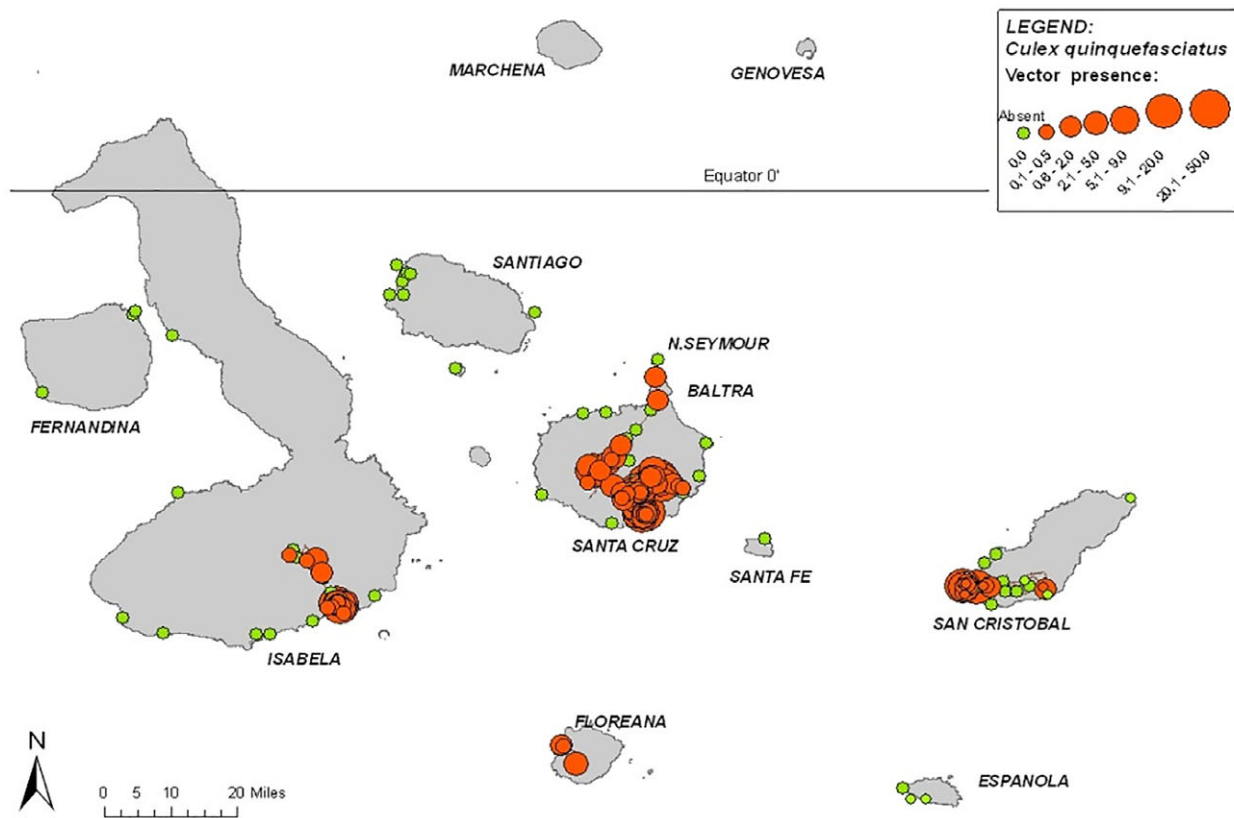 LEGEND:
Culex quinquefasciatus
Vector presence:
Absent
0.0
0.1 - 0.5
0.6 - 2.0
2.1 - 5.0
5.1 - 9.0
9.1 - 20.0
20.1 - 50.0
MARCHENA
GENOVESA
Equator 0'
SANTIAGO
N.SEYMOUR
BALTRA
FERNANDINA
SANTA CRUZ
SANTA FE
SAN CRISTOBAL
ISABELA
FLOREANA
ESPANOLA
N
0 5 10 20 Miles